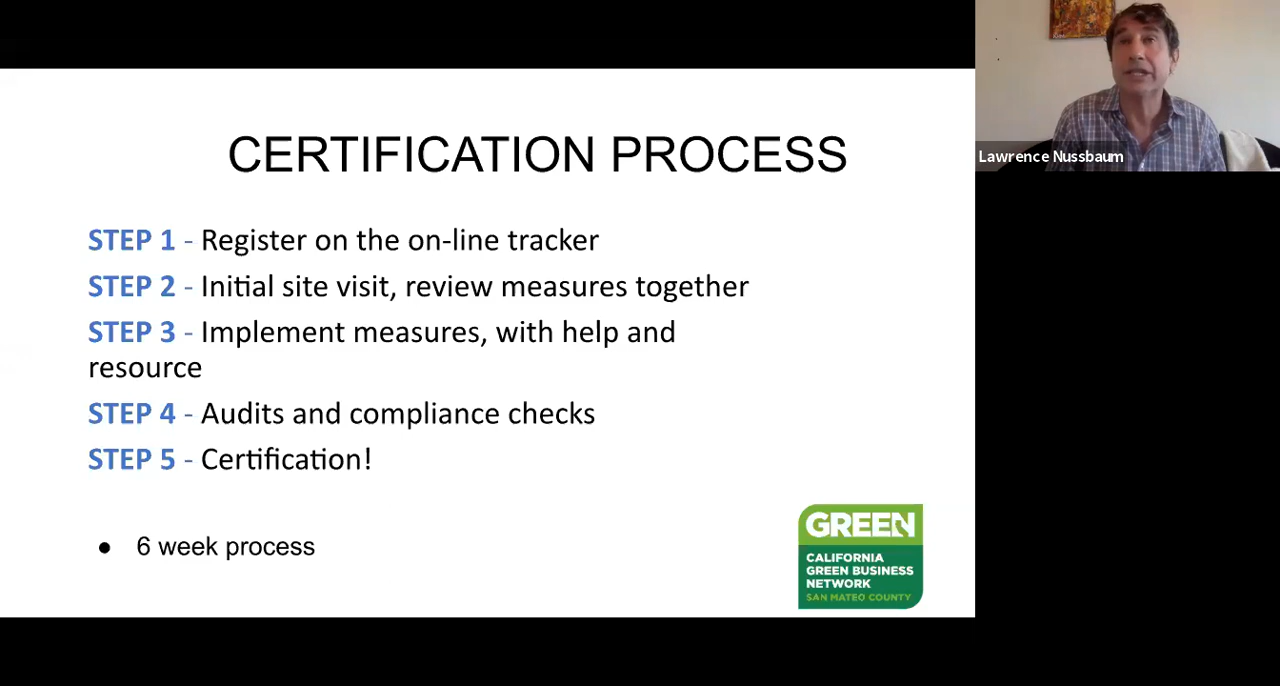 CERTIFICATION PROCESS
STEP 1 - Register on the on-line tracker
STEP 2 - Initial site visit, review measures together
STEP 3 - Implement measures, with help and
resource
STEP 4 - Audits and compliance checks
STEP 5 - Certification!
● 6 week process
GREEN
CALIFORNIA
GREEN BUSINESS
NETWORK
SAN MATEO COUNTY
Lawrence Nussbaum